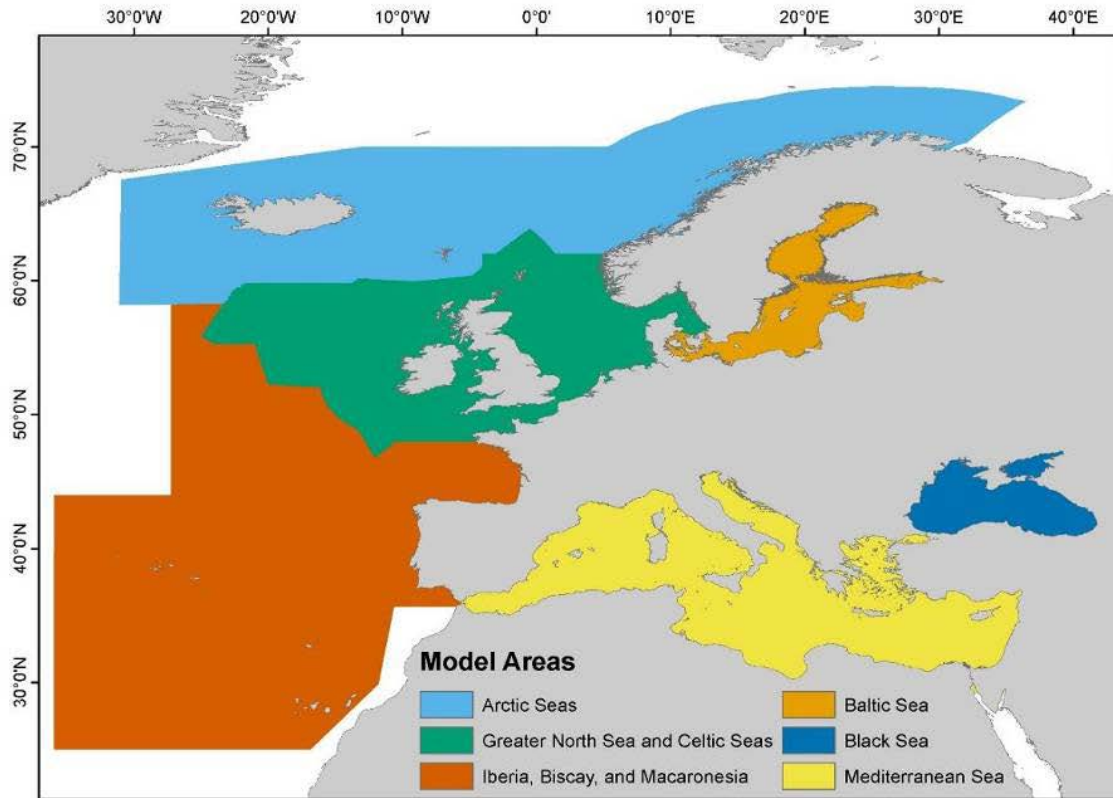 30°0'W 20°0'W 10°0'W 0°0' 10°0'E 20°0'E 30°0'E 40°0'E
70°0'N
60°0'N
50°0'N
40°0'N
30°0'N
Model Areas
Arctic Seas
Greater North Sea and Celtic Seas
Iberia, Biscay, and Macaronesia
Baltic Sea
Black Sea
Mediterranean Sea